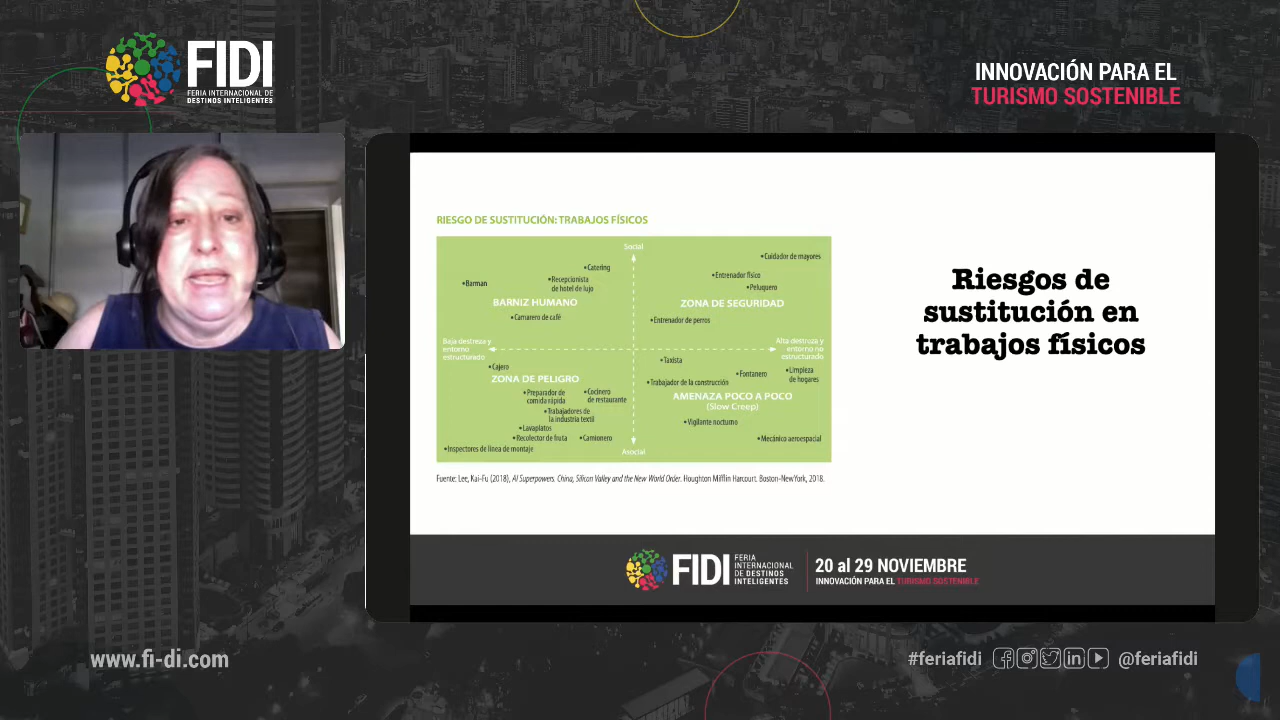 FIDI
FERIA INTERNACIONAL DE
DESTINOS INTELIGENTES
INNOVACIÓN PARA EL
TURISMO SOSTENIBLE
RIESGO DE SUSTITUCIÓN: TRABAJOS FÍSICOS
Social
•Cuidador de mayores
•Catering
•Entrenador físico
•Barman
•Recepcionista
de hotel de lujo
•Peluquero
BARNIZ HUMANO
ZONA DE SEGURIDAD
•Camarero de café
•Entrenador de perros
Baja destreza y
entorno
estructurado
Alta destreza y
entorno no
estructurado
•Taxista
•Cajero
•Fontanero
•Limpieza
de hogares
ZONA DE PELIGRO
•Trabajador de la construcción
•Preparador de
comida rápida
•Cocinero
de restaurante
AMENAZA POCO A POCO
(Slow Creep)
•Trabajadores de
la industria textil
•Vigilante nocturno
•Lavaplatos
•Recolector de fruta
•Camionero
•Mecánico aeroespacial
•Inspectores de línea de montaje
Asocial
Fuente: Lee, Kai-Fu (2018), AI Superpowers. China, Silicon Valley and the New World Order. Houghton Mifflin Harcourt. Boston-NewYork, 2018.
Riesgos de
sustitución en
trabajos físicos
FIDI
FERIA
INTERNACIONAL
DE DESTINOS
INTELIGENTES
20 al 29 NOVIEMBRE
INNOVACIÓN PARA EL TURISMO SOSTENIBLE
www.fi-di.com
#feriafidi
@feriafidi